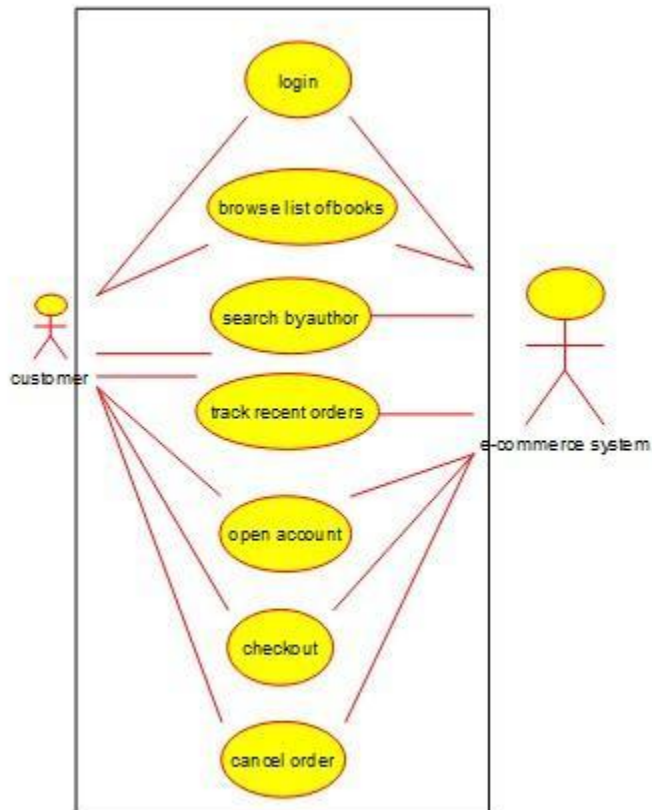 login
browse list ofbooks
search byauthor
customer
track recent orders
e-commerce system
open account
checkout
cancel order